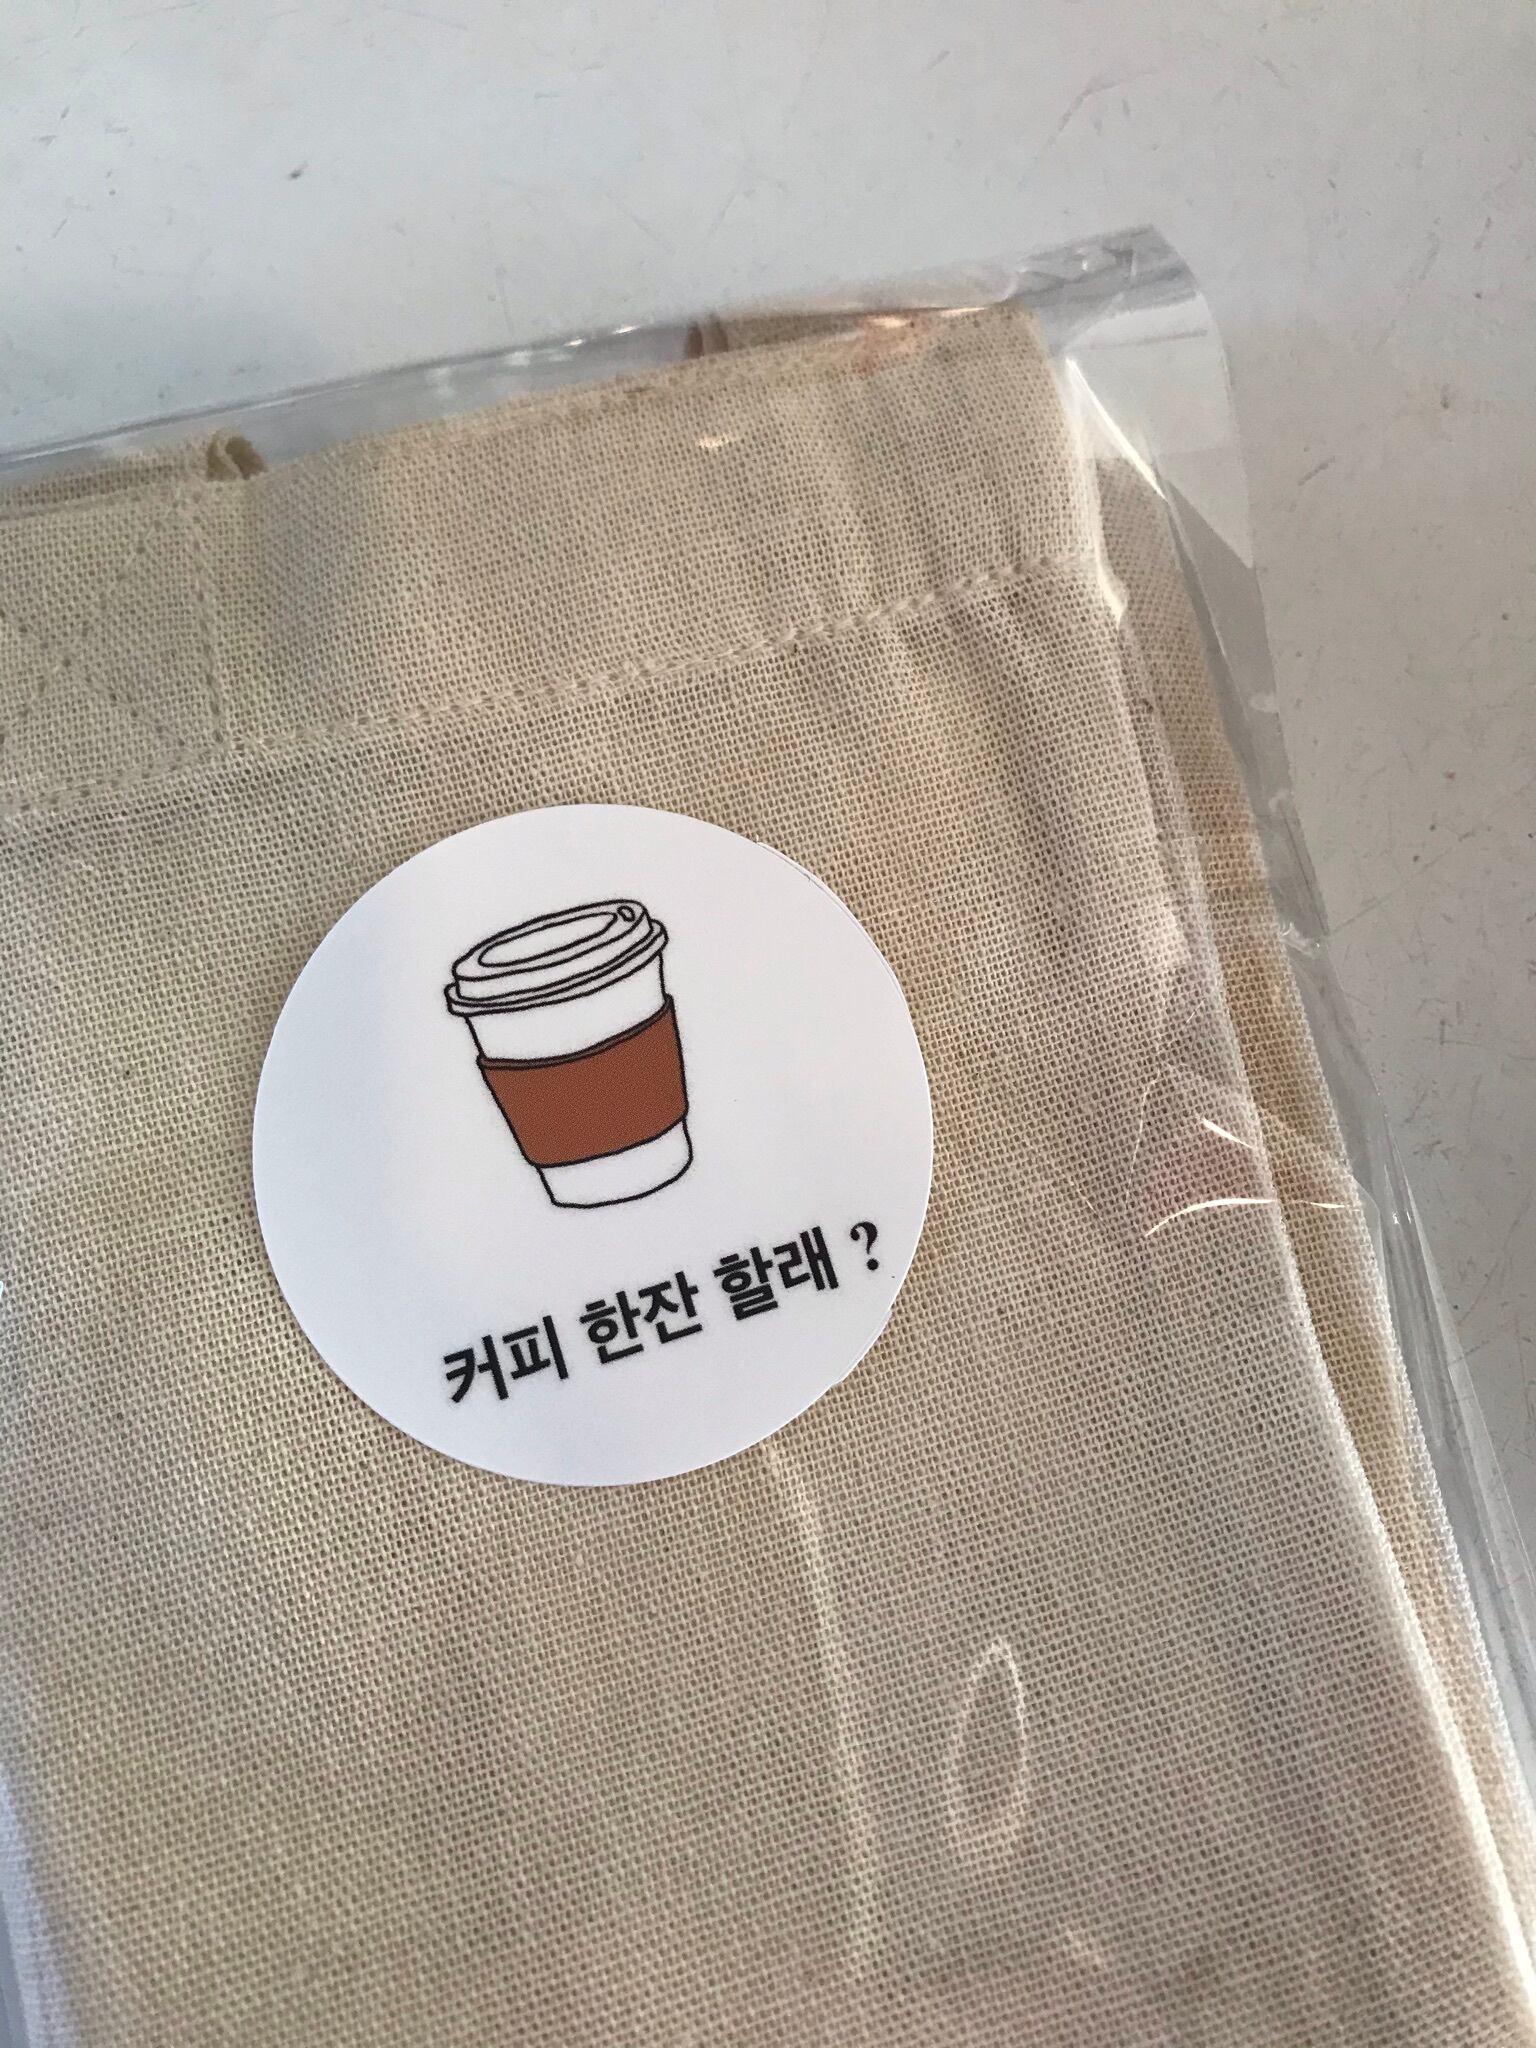 커피 한잔 할래 ?